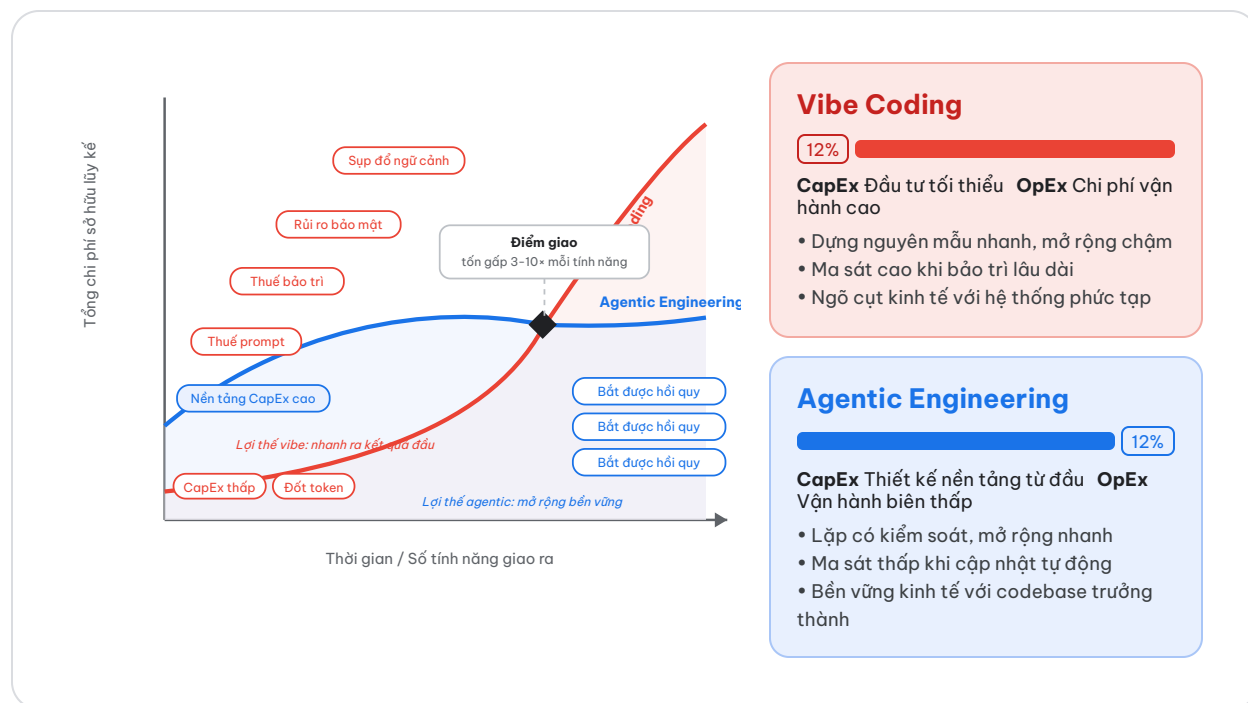 Tổng chi phí sở hữu lũy kế
Sụp đổ ngữ cảnh
Rủi ro bảo mật
Thuế bảo trì
Thuế prompt
Nền tảng CapEx cao
Lợi thế vibe: nhanh ra kết quả đầu
CapEx thấp
Đốt token
Điểm giao
tốn gấp 3-10× mỗi tính năng
ding
Agentic Engineering
Bắt được hồi quy
Bắt được hồi quy
Bắt được hồi quy
Lợi thế agentic: mở rộng bền vững
Thời gian / Số tính năng giao ra
Vibe Coding
12%
CapEx Đầu tư tối thiểu OpEx Chi phí vận
hành cao
• Dựng nguyên mẫu nhanh, mở rộng chậm
• Ma sát cao khi bảo trì lâu dài
• Ngõ cụt kinh tế với hệ thống phức tạp
Agentic Engineering
12%
CapEx Thiết kế nền tảng từ đầu OpEx
Vận hành biên thấp
• Lặp có kiểm soát, mở rộng nhanh
• Ma sát thấp khi cập nhật tự động
• Bền vững kinh tế với codebase trưởng
thành